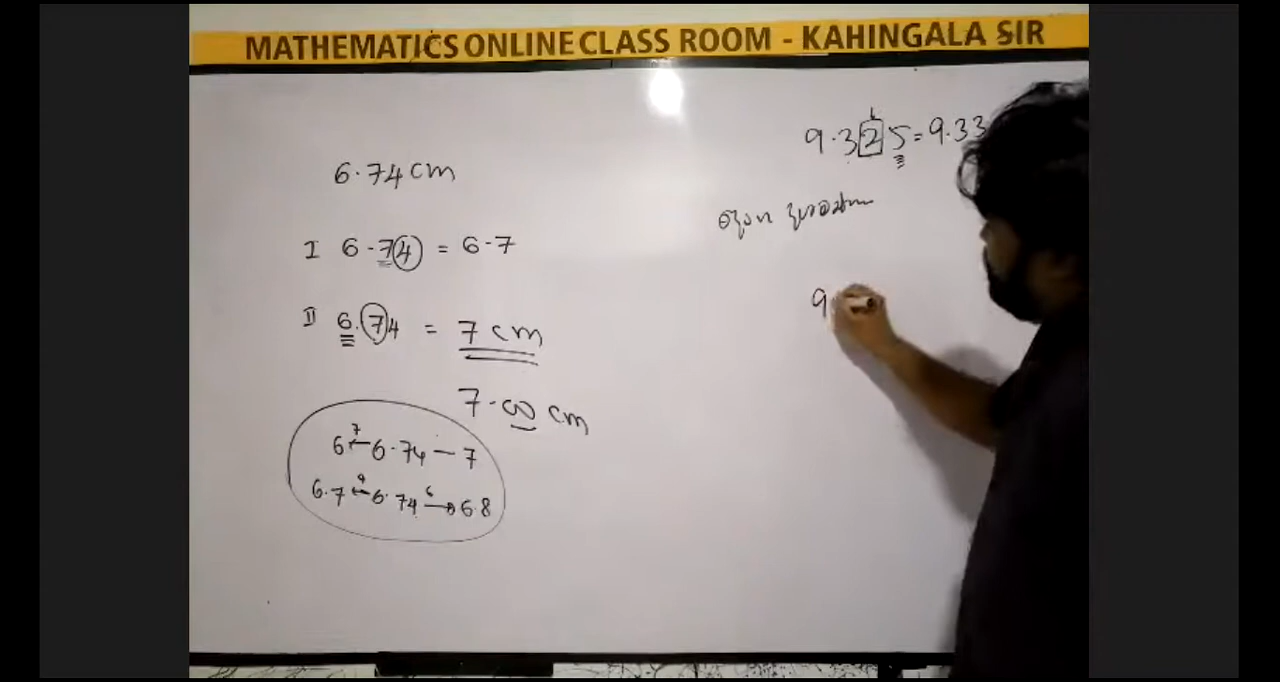 MATHEMATICS ONLINE CLASS ROOM - KAHINGALA SIR
6.74 cm
I 6.74 = 6.7
II 6.74 = 7 cm
7.00 cm
7
6 ← 6.74 — 7
6.7 ← 6.74 → 6.8
9.325 = 9.33
9